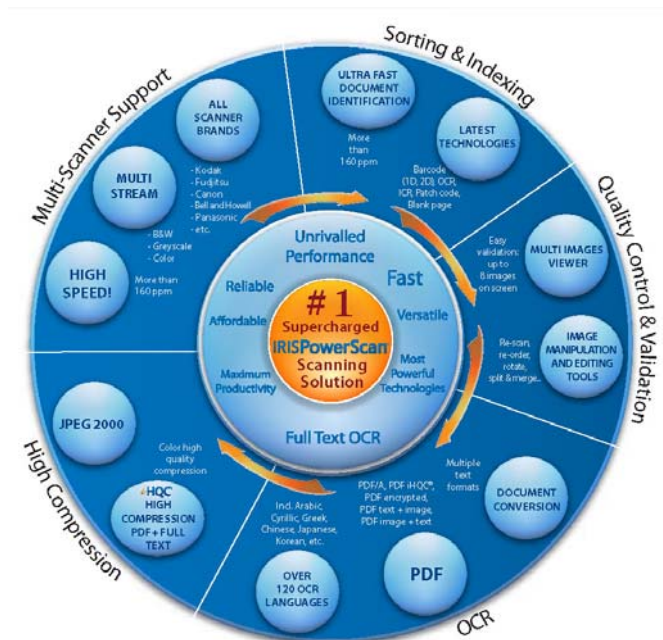 Multi-Scanner Support
ALL
SCANNER
BRANDS
- Kodak
- Fudjitsu
- Canon
- Bell and Howell
- Panasonic
- etc.
MULTI
STREAM
- B&W
- Greyscale
- Color
HIGH
SPEED!
More than
160 ppm
Sorting & Indexing
ULTRA FAST
DOCUMENT
IDENTIFICATION
More
than
160 ppm
LATEST
TECHNOLOGIES
Barcode
(1D, 2D), OCR,
ICR, Patch code,
Blank page
Quality Control & Validation
MULTI IMAGES
VIEWER
Easy
validation:
up to
8 images
on screen
IMAGE
MANIPULATION
AND EDITING
TOOLS
Re-scan,
re-order,
rotate,
split & merge...
OCR
DOCUMENT
CONVERSION
Multiple
text
formats
PDF
PDF/A, PDF iHQC®,
PDF encrypted,
PDF text + image,
PDF image + text
OVER
120 OCR
LANGUAGES
Incl. Arabic,
Cyrillic, Greek,
Chinese, Japanese,
Korean, etc.
High Compression
iHQC
HIGH
COMPRESSION
PDF + FULL
TEXT
JPEG 2000
Color high
quality
compression
Unrivalled
Performance
Fast
Versatile
Most
Powerful
Technologies
Full Text OCR
Maximum
Productivity
Affordable
Reliable
# 1
Supercharged
IRISPowerScan
Scanning
Solution